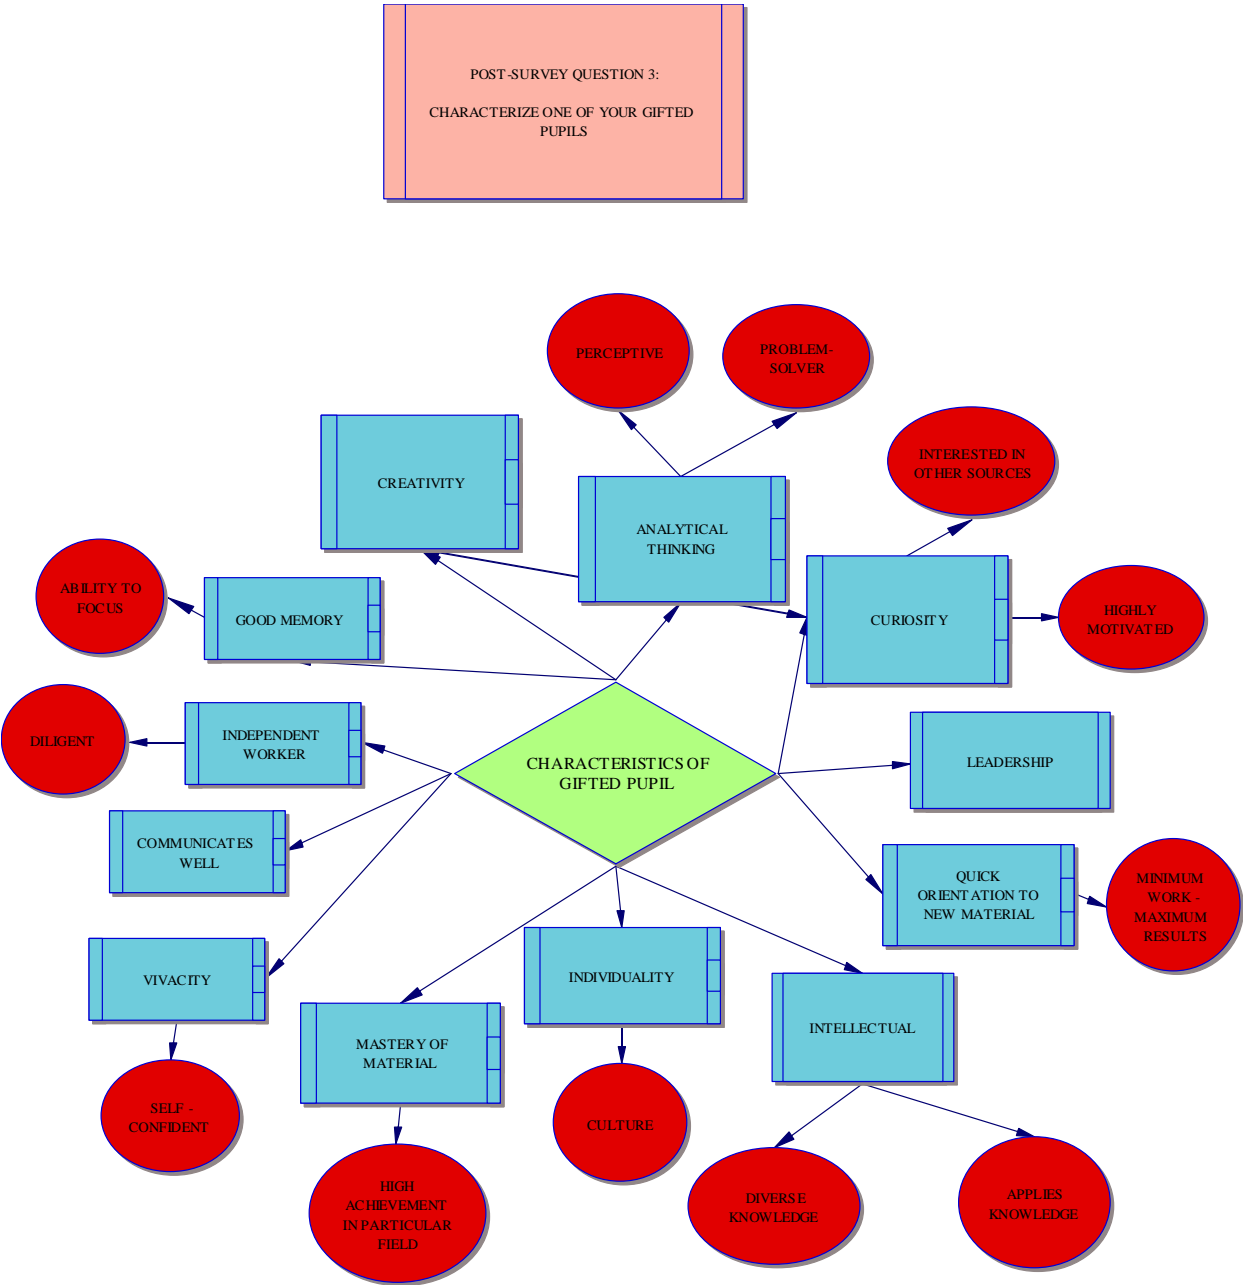 POST-SURVEY QUESTION 3:
CHARACTERIZE ONE OF YOUR GIFTED
PUPILS
PERCEPTIVE
PROBLEM-
SOLVER
INTERESTED IN
OTHER SOURCES
CREATIVITY
ANALYTICAL
THINKING
ABILITY TO
FOCUS
GOOD MEMORY
CURIOSITY
HIGHLY
MOTIVATED
DILIGENT
INDEPENDENT
WORKER
CHARACTERISTICS OF
GIFTED PUPIL
LEADERSHIP
COMMUNICATES
WELL
QUICK
ORIENTATION TO
NEW MATERIAL
MINIMUM
WORK -
MAXIMUM
RESULTS
VIVACITY
INDIVIDUALITY
INTELLECTUAL
MASTERY OF
MATERIAL
SELF -
CONFIDENT
CULTURE
HIGH
ACHIEVEMENT
IN PARTICULAR
FIELD
DIVERSE
KNOWLEDGE
APPLIES
KNOWLEDGE